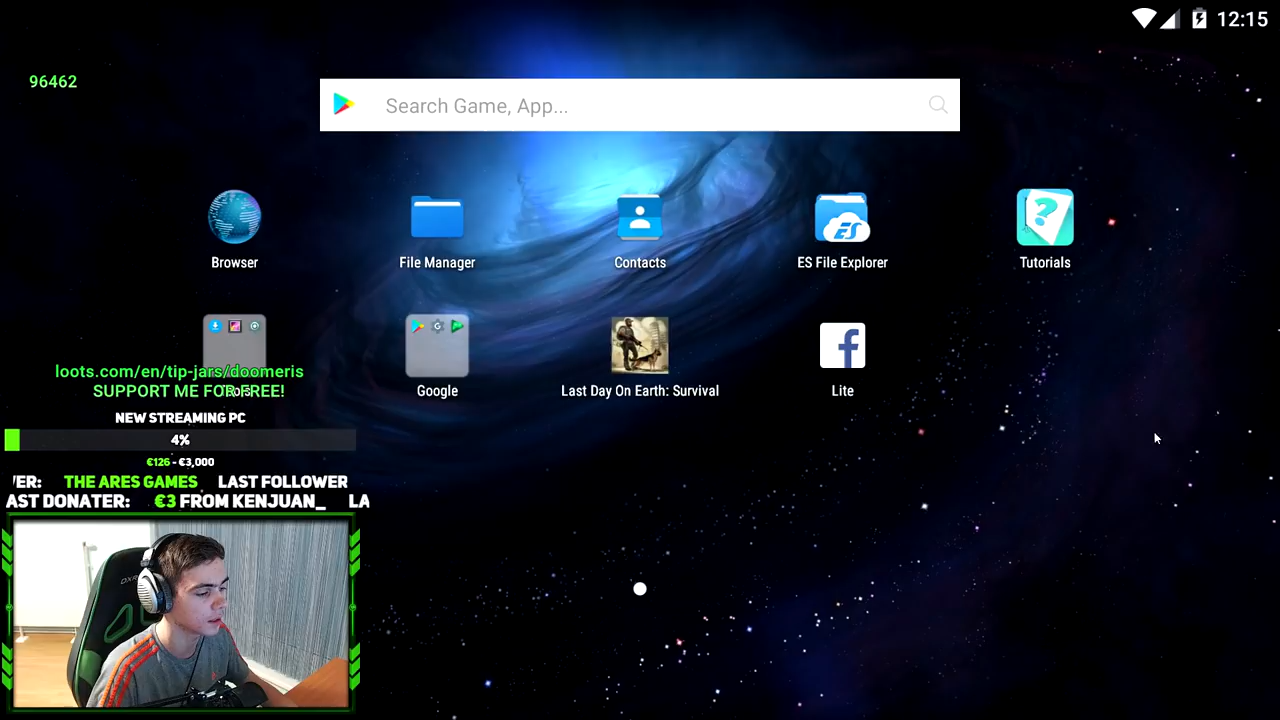 12:15
96462
Search Game, App...
Browser
File Manager
Contacts
ES File Explorer
Tutorials
Google
Last Day On Earth: Survival
Lite
loots.com/en/tip-jars/doomeris
SUPPORT ME FOR FREE!
NEW STREAMING PC
4%
€126 - €3,000
ER: THE ARES GAMES LAST FOLLOWER
AST DONATER: €3 FROM KENJUAN_ LA